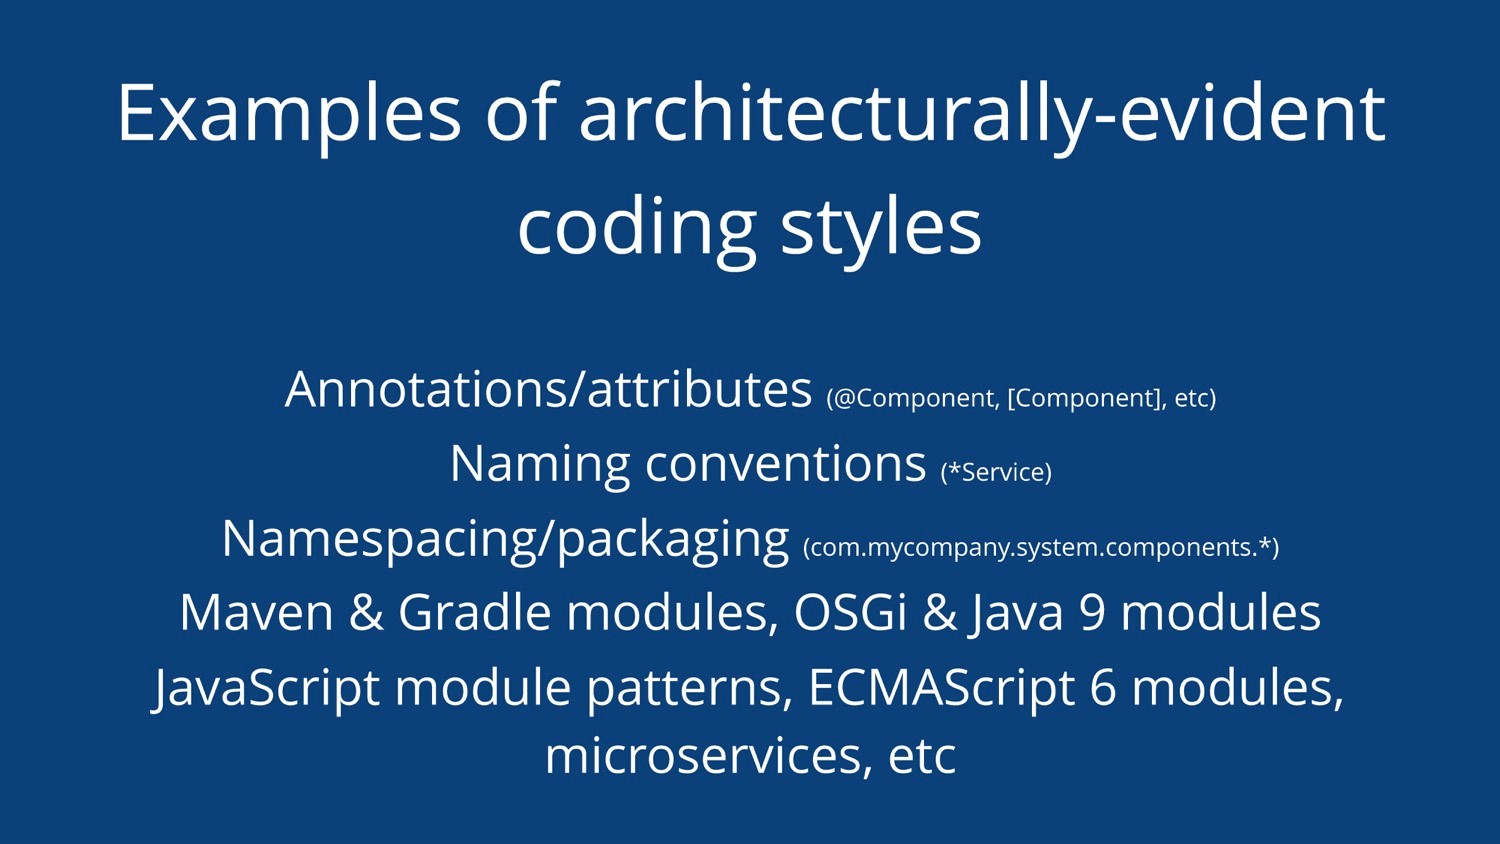 Examples of architecturally-evident
coding styles
Annotations/attributes (@Component, [Component], etc)
Naming conventions (*Service)
Namespacing/packaging (com.mycompany.system.components.*)
Maven & Gradle modules, OSGi & Java 9 modules
JavaScript module patterns, ECMAScript 6 modules,
microservices, etc